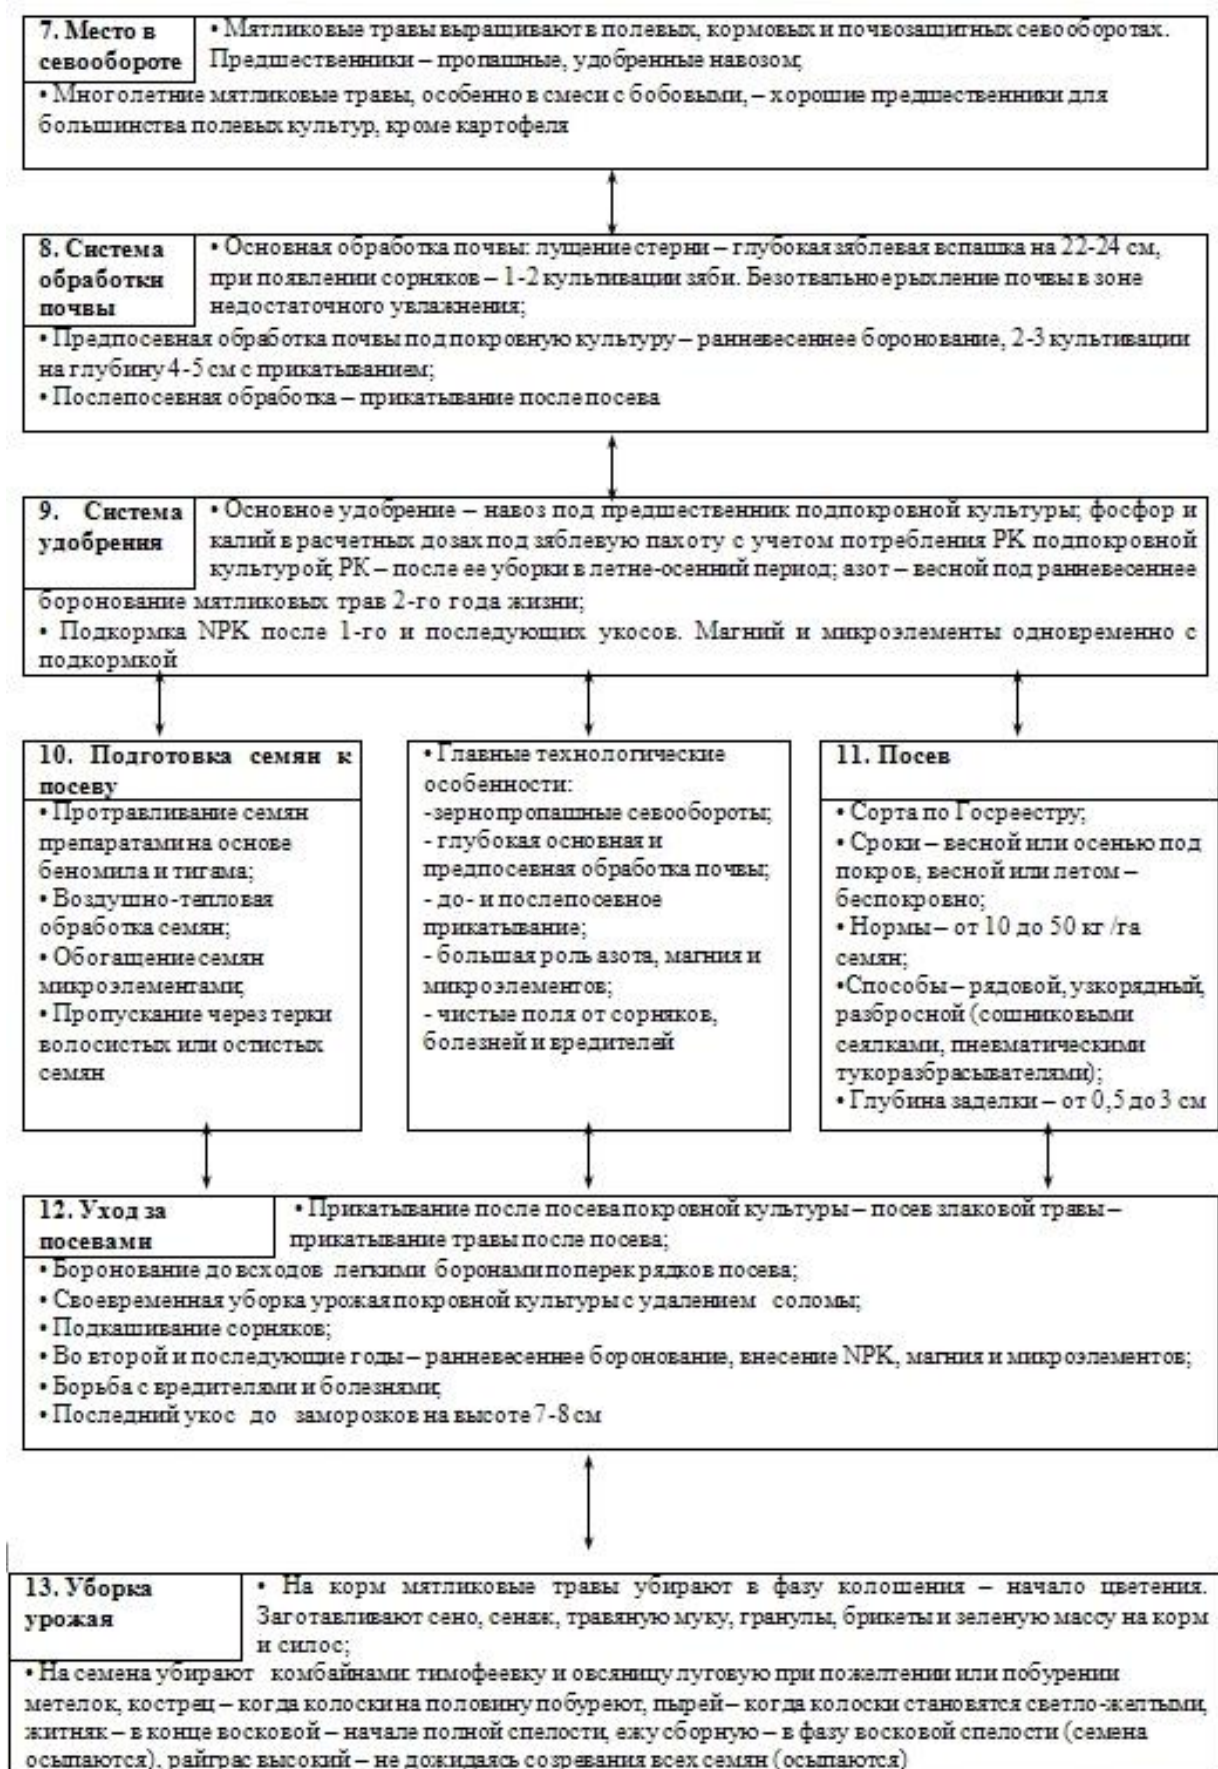 7. Место в
севообороте
• Мятликовые травы выращивают в полевых, кормовых и почвозащитных севооборотах.
Предшественники – пропашные, удобренные навозом;
• Многолетние мятликовые травы, особенно в смеси с бобовыми, – хорошие предшественники для
большинства полевых культур, кроме картофеля
8. Система
обработки
почвы
• Основная обработка почвы: лущение стерни – глубокая зяблевая вспашка на 22-24 см,
при появлении сорняков – 1-2 культивации зяби. Безотвальное рыхление почвы в зоне
недостаточного увлажнения;
• Предпосевная обработка почвы под покровную культуру – ранневесеннее боронование, 2-3 культивации
на глубину 4-5 см с прикатыванием;
• Послепосевная обработка – прикатывание после посева
9. Система
удобрения
• Основное удобрение – навоз под предшественник подпокровной культуры; фосфор и
калий в расчетных дозах под зяблевую пахоту с учетом потребления РК подпокровной
культурой; РК – после ее уборки в летне-осенний период; азот – весной под ранневесеннее
боронование мятликовых трав 2-го года жизни;
• Подкормка NPK после 1-го и последующих укосов. Магний и микроэлементы одновременно с
подкормкой
10. Подготовка семян к
посеву
• Протравливание семян
препаратами на основе
беномила и тигама;
• Воздушно-тепловая
обработка семян;
• Обогащение семян
микроэлементами;
• Пропускание через терки
волосистых или остистых
семян
• Главные технологические
особенности:
-зернопропашные севообороты;
- глубокая основная и
предпосевная обработка почвы;
- до- и послепосевное
прикатывание;
- большая роль азота, магния и
микроэлементов;
- чистые поля от сорняков,
болезней и вредителей
11. Посев
• Сорта по Госреестру;
• Сроки – весной или осенью под
покров, весной или летом –
беспокровно;
• Нормы – от 10 до 50 кг /га
семян;
•Способы – рядовой, узкорядный,
разбросной (сошниковыми
сеялками, пневматическими
тукоразбрасывателями);
• Глубина заделки – от 0,5 до 3 см
12. Уход за
посевами
• Прикатывание после посева покровной культуры – посев злаковой травы –
прикатывание травы после посева;
• Боронование до всходов легкими боронами поперек рядков посева;
• Своевременная уборка урожая покровной культуры с удалением соломы;
• Подкашивание сорняков;
• Во второй и последующие годы – ранневесеннее боронование, внесение NPK, магния и микроэлементов;
• Борьба с вредителями и болезнями;
• Последний укос до заморозков на высоте 7-8 см
13. Уборка
урожая
• На корм мятликовые травы убирают в фазу колошения – начало цветения.
Заготавливают сено, сенаж, травяную муку, гранулы, брикеты и зеленую массу на корм
и силос;
• На семена убирают комбайнами: тимофеевку и овсяницу луговую при пожелтении или побурении
метелок, кострец – когда колоски на половину побуреют, пырей – когда колоски становятся светло-желтыми,
житняк – в конце восковой – начале полной спелости, ежу сборную – в фазу восковой спелости (семена
осыпаются), райграс высокий – не дожидаясь созревания всех семян (осыпаются)